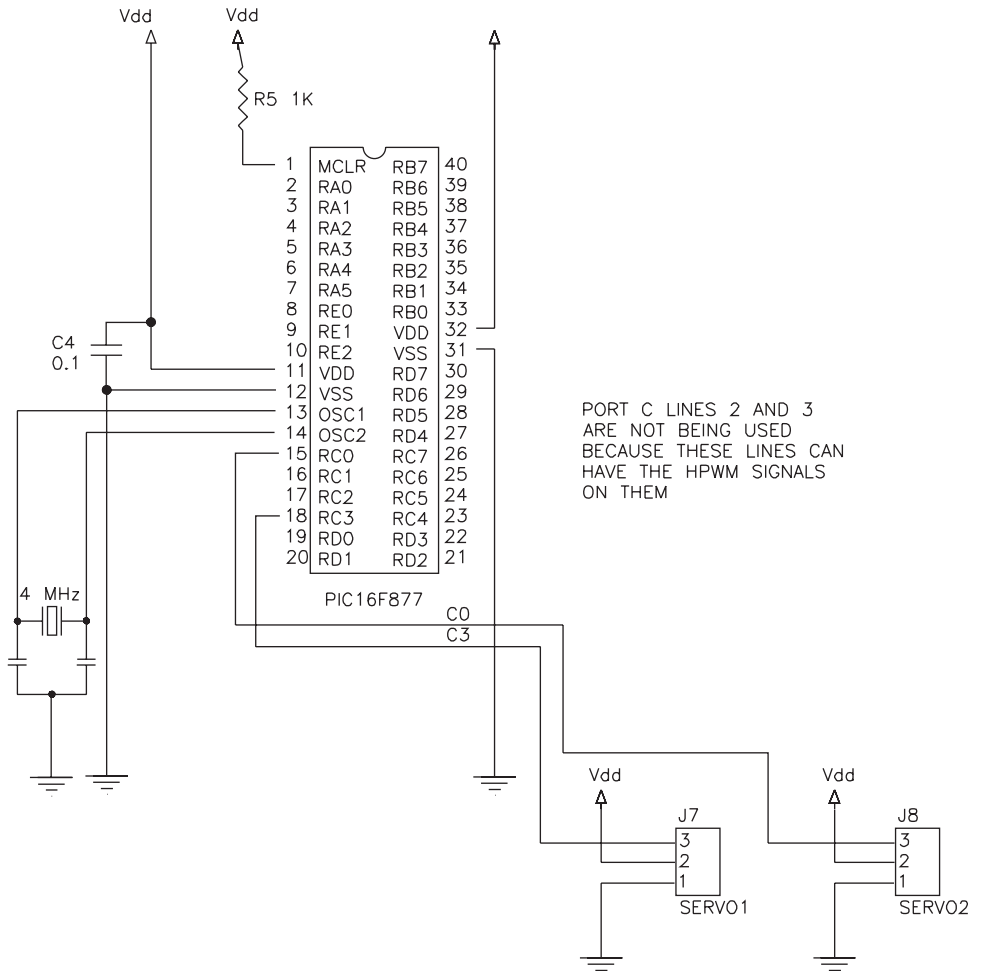 Vdd
Vdd
R5 1K
1 MCLR RB7 40
2 RA0 RB6 39
3 RA1 RB5 38
4 RA2 RB4 37
5 RA3 RB3 36
6 RA4 RB2 35
7 RA5 RB1 34
8 RE0 RB0 33
9 RE1 VDD 32
10 RE2 VSS 31
11 VDD RD7 30
12 VSS RD6 29
13 OSC1 RD5 28
14 OSC2 RD4 27
15 RC0 RC7 26
16 RC1 RC6 25
17 RC2 RC5 24
18 RC3 RC4 23
19 RD0 RD3 22
20 RD1 RD2 21
PIC16F877
C4
0.1
PORT C LINES 2 AND 3
ARE NOT BEING USED
BECAUSE THESE LINES CAN
HAVE THE HPWM SIGNALS
ON THEM
4 MHz
C0
C3
Vdd
J7
3
2
1
SERVO1
Vdd
J8
3
2
1
SERVO2